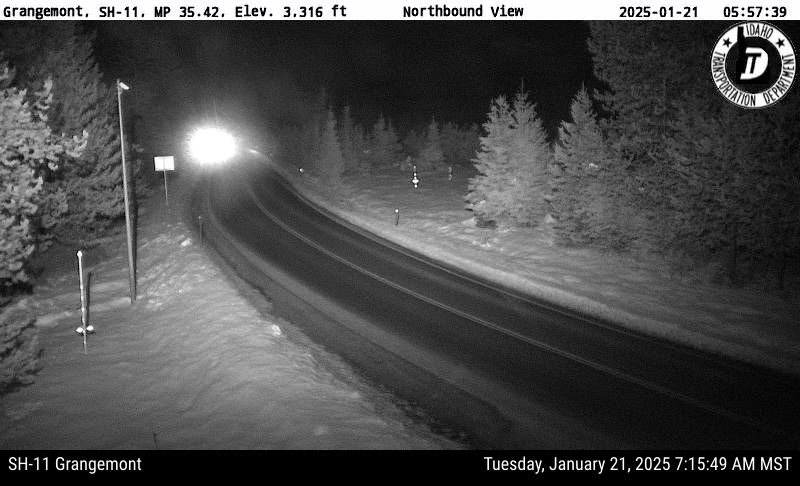 Grangemont, SH-11, MP 35.42, Elev. 3,316 ft Northbound View 2025-01-21 05:57:39
IDAHO
TRANSPORTATION DEPARTMENT
SH-11 Grangemont Tuesday, January 21, 2025 7:15:49 AM MST